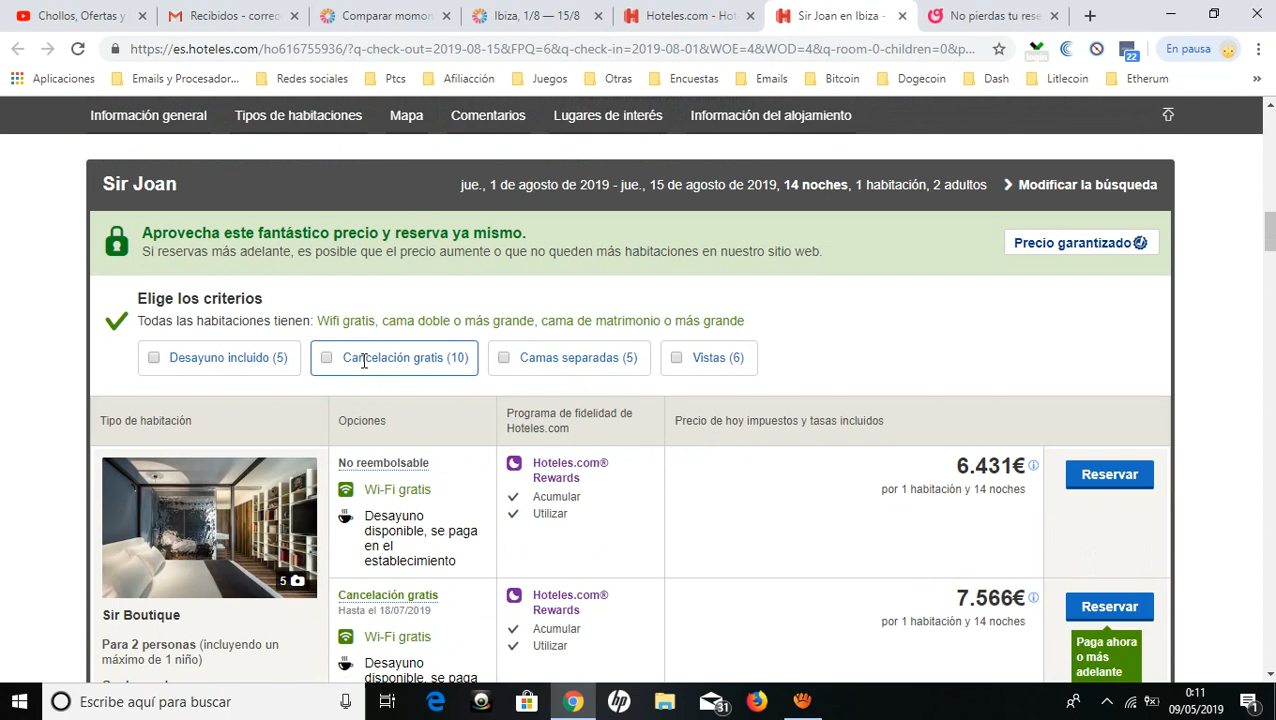 Chollos, Ofertas y
Recibidos - correo
Comparar momon
Ibiza, 1/8 — 15/8
Hoteles.com - Hot
Sir Joan en Ibiza -
No pierdas tu rese
https://es.hoteles.com/ho616755936/?q-check-out=2019-08-15&FPQ=6&q-check-in=2019-08-01&WOE=4&WOD=4&q-room-0-children=0&p...
22
En pausa
Aplicaciones
Emails y Procesador...
Redes sociales
Ptcs
Afiliacción
Juegos
Otras
Encuestas
Emails
Bitcoin
Dogecoin
Dash
Litlecoin
Etherum
»
Información general
Tipos de habitaciones
Mapa
Comentarios
Lugares de interés
Información del alojamiento
Sir Joan
jue., 1 de agosto de 2019 - jue., 15 de agosto de 2019, 14 noches, 1 habitación, 2 adultos
Modificar la búsqueda
Aprovecha este fantástico precio y reserva ya mismo.
Si reservas más adelante, es posible que el precio aumente o que no queden más habitaciones en nuestro sitio web.
Precio garantizado
Elige los criterios
Todas las habitaciones tienen: Wifi gratis, cama doble o más grande, cama de matrimonio o más grande
Desayuno incluido (5)
Cancelación gratis (10)
Camas separadas (5)
Vistas (6)
Tipo de habitación
Opciones
Programa de fidelidad de
Hoteles.com
Precio de hoy impuestos y tasas incluidos
5
Sir Boutique
Para 2 personas (incluyendo un
máximo de 1 niño)
No reembolsable
Wi-Fi gratis
Desayuno
disponible, se paga
en el
establecimiento
Hoteles.com®
Rewards
Acumular
Utilizar
6.431€
por 1 habitación y 14 noches
Reservar
Cancelación gratis
Hasta el 18/07/2019
Wi-Fi gratis
Desayuno
disponible, se paga
Hoteles.com®
Rewards
Acumular
Utilizar
7.566€
por 1 habitación y 14 noches
Reservar
Paga ahora
o más
adelante
Escribe aquí para buscar
hp
31
0:11
09/05/2019
1